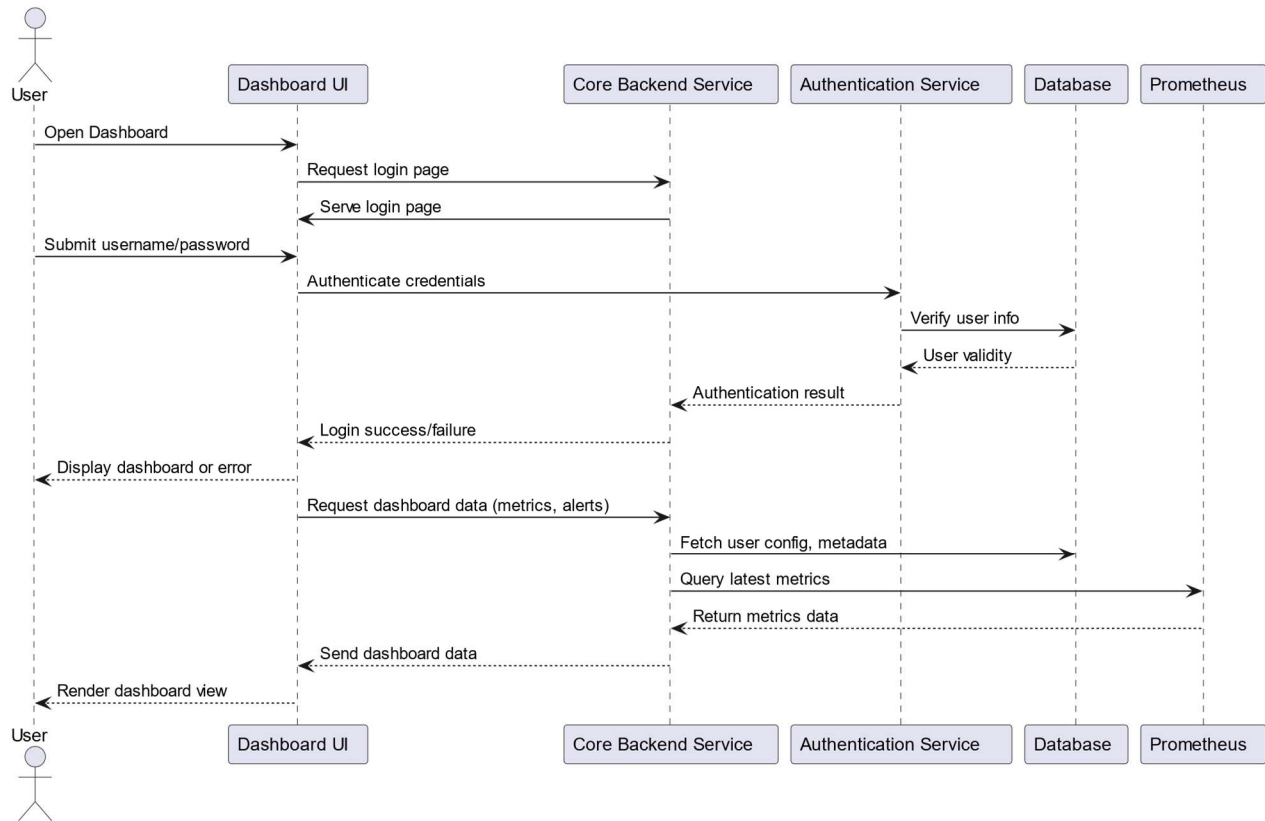 User
Dashboard UI
Core Backend Service
Authentication Service
Database
Prometheus
Open Dashboard
Request login page
Serve login page
Submit username/password
Authenticate credentials
Verify user info
User validity
Authentication result
Login success/failure
Display dashboard or error
Request dashboard data (metrics, alerts)
Fetch user config, metadata
Query latest metrics
Return metrics data
Send dashboard data
Render dashboard view
User
Dashboard UI
Core Backend Service
Authentication Service
Database
Prometheus